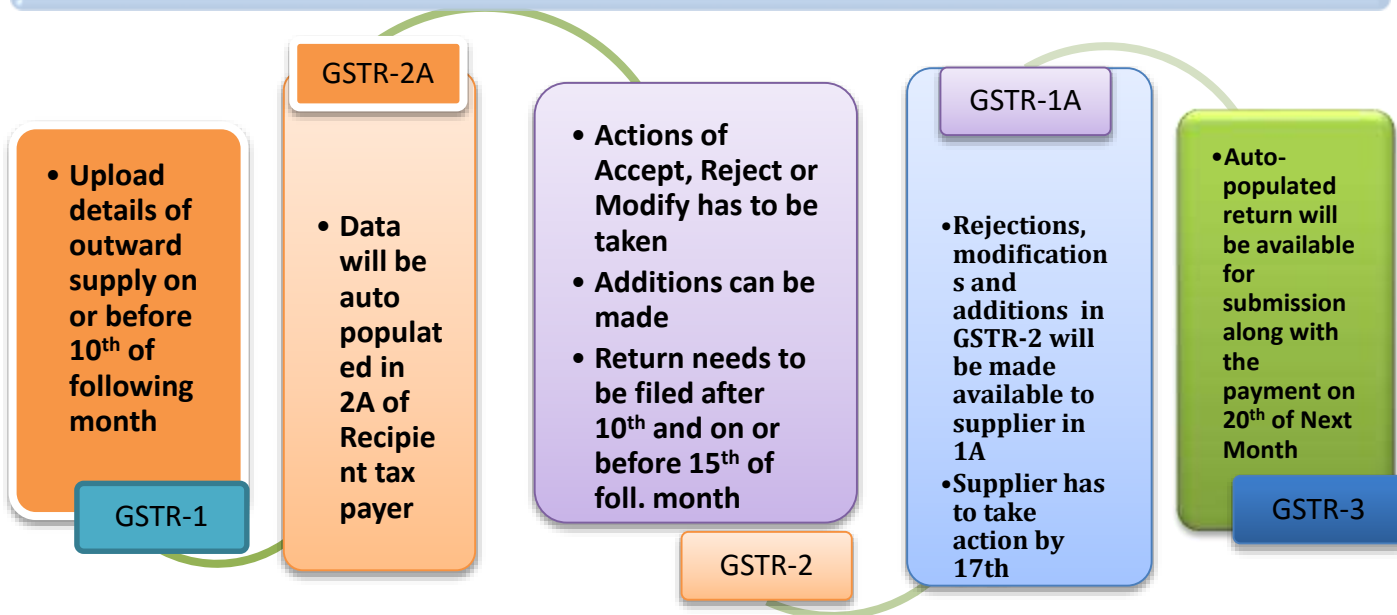 • Upload
details of
outward
supply on
or before
10th of
following
month
GSTR-1
GSTR-2A
• Data
will be
auto
populat
ed in
2A of
Recipie
nt tax
payer
• Actions of
Accept, Reject or
Modify has to be
taken
• Additions can be
made
• Return needs to
be filed after
10th and on or
before 15th of
foll. month
GSTR-2
GSTR-1A
•Rejections,
modification
s and
additions in
GSTR-2 will
be made
available to
supplier in
1A
•Supplier has
to take
action by
17th
•Auto-
populated
return will
be available
for
submission
along with
the
payment on
20th of Next
Month
GSTR-3